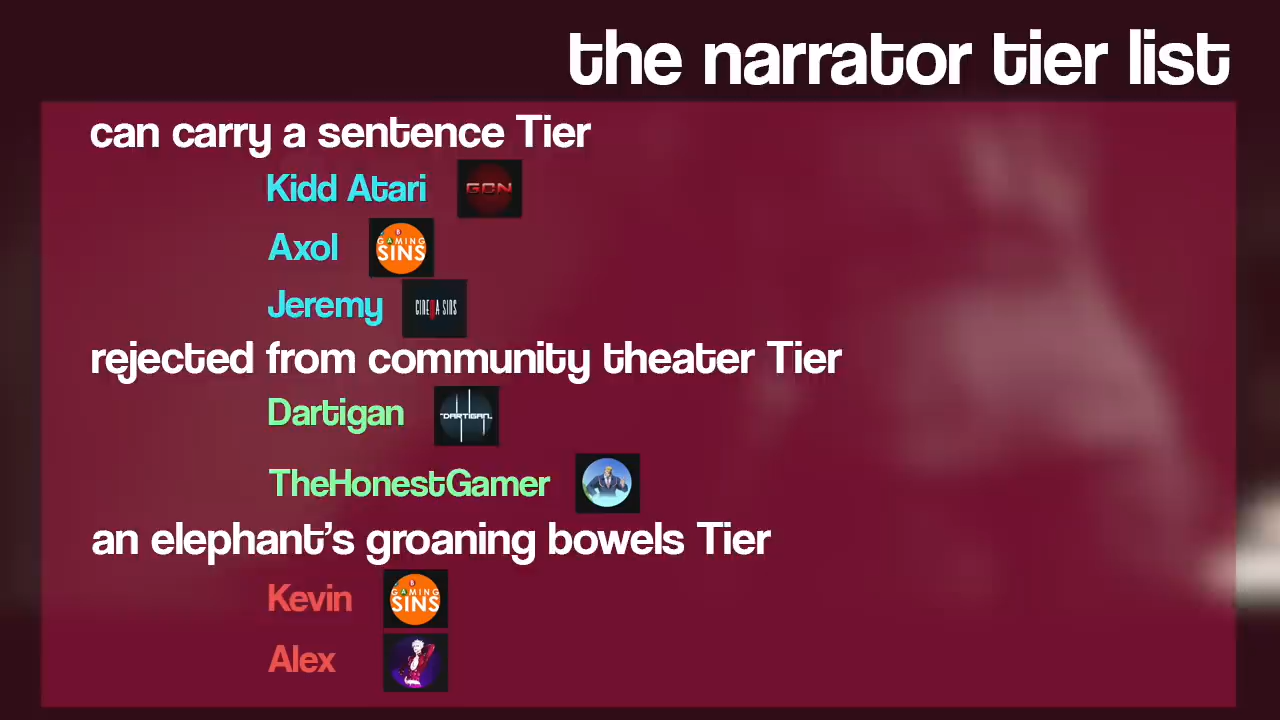 the narrator tier list
can carry a sentence Tier
Kidd Atari GCN
Axol GAMING SINS
Jeremy CINEMA SINS
rejected from community theater Tier
Dartigan DARTIGAN
TheHonestGamer
an elephant's groaning bowels Tier
Kevin GAMING SINS
Alex